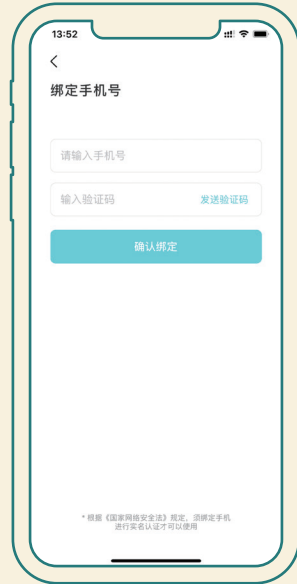 13:52
绑定手机号
请输入手机号
输入验证码 发送验证码
确认绑定
* 根据《国家网络安全法》规定，须绑定手机
进行实名认证才可以使用